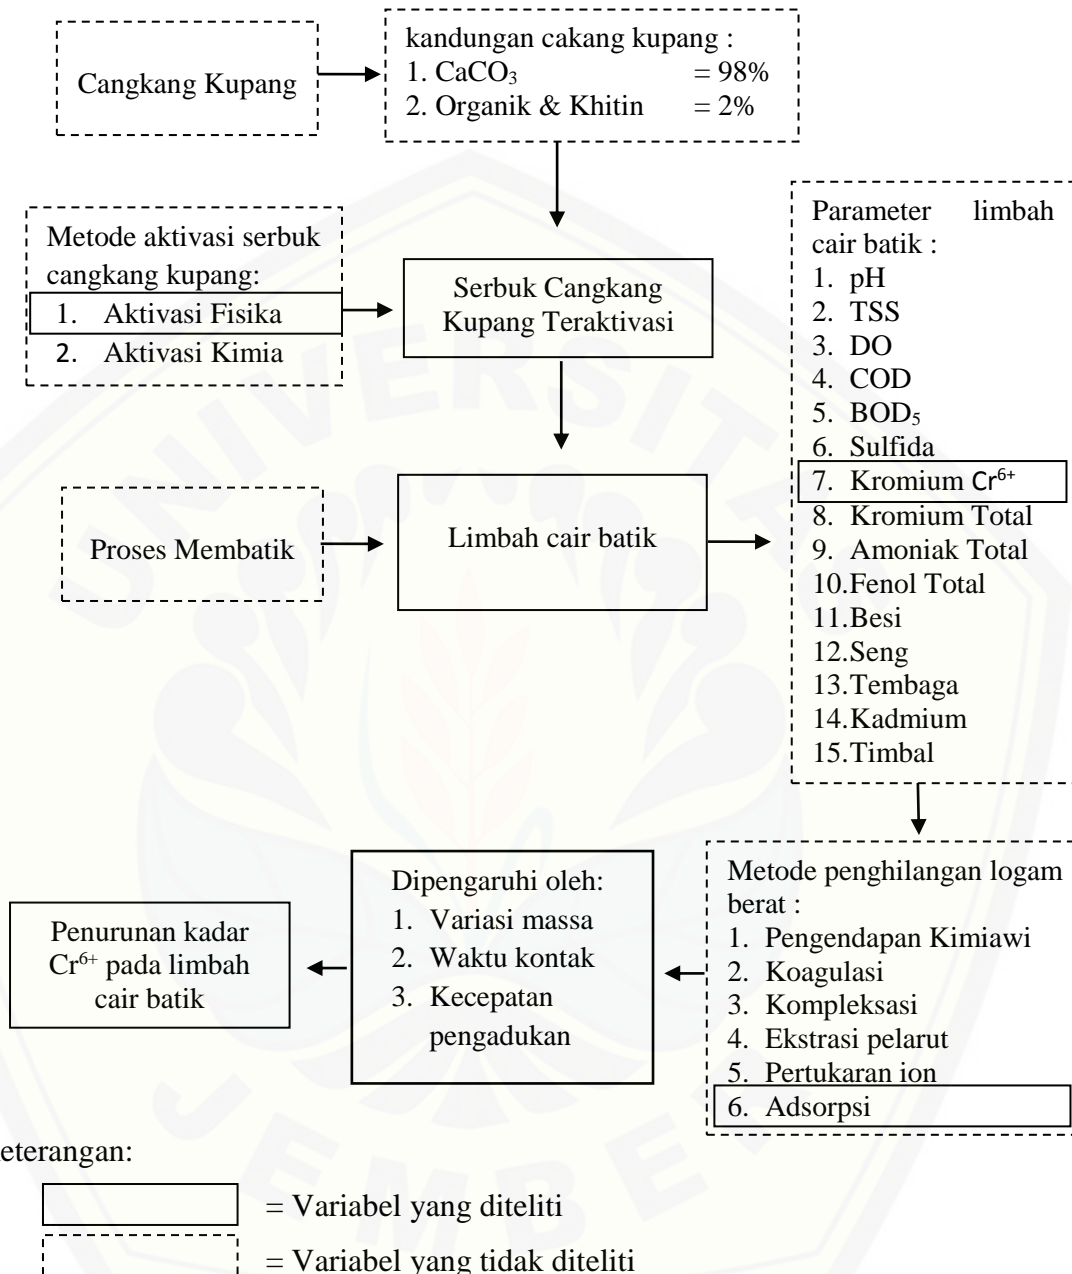 Cangkang Kupang
kandungan cakang kupang :
1. CaCO₃ = 98%
2. Organik & Khitin = 2%
Metode aktivasi serbuk
cangkang kupang:
1. Aktivasi Fisika
2. Aktivasi Kimia
Serbuk Cangkang
Kupang Teraktivasi
Parameter limbah
cair batik :
1. pH
2. TSS
3. DO
4. COD
5. BOD₅
6. Sulfida
7. Kromium Cr⁶⁺
8. Kromium Total
9. Amoniak Total
10.Fenol Total
11.Besi
12.Seng
13.Tembaga
14.Kadmium
15.Timbal
Proses Membatik
Limbah cair batik
Metode penghilangan logam
berat :
1. Pengendapan Kimiawi
2. Koagulasi
3. Kompleksasi
4. Ekstrasi pelarut
5. Pertukaran ion
6. Adsorpsi
Dipengaruhi oleh:
1. Variasi massa
2. Waktu kontak
3. Kecepatan
pengadukan
Penurunan kadar
Cr⁶⁺ pada limbah
cair batik
eterangan:
= Variabel yang diteliti
= Variabel yang tidak diteliti
UNIVERSITAS
JEMBER